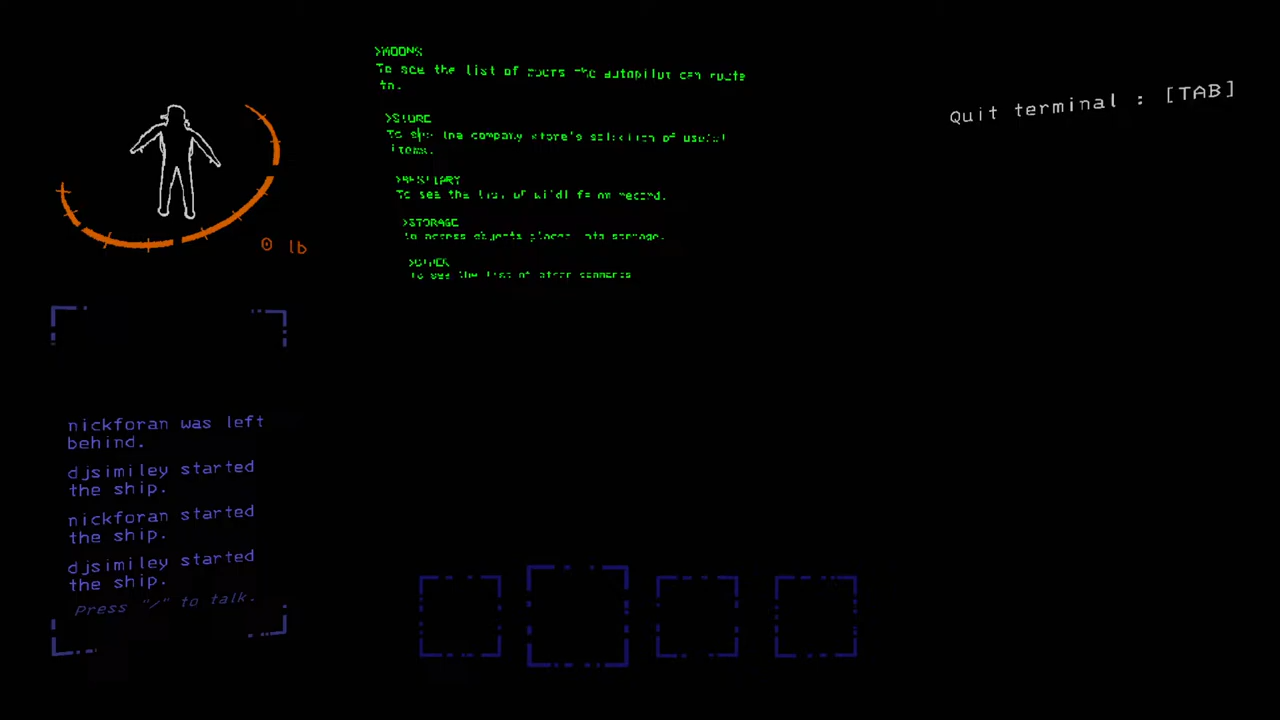 >MOONS
To see the list of moons the autopilot can route
to.
>STORE
To see the company store's selection of useful
items.
>BESTIARY
To see the list of wildlife on record.
>STORAGE
To access objects placed into storage.
>OTHER
To see the list of other commands
Quit terminal : [TAB]
0 lb
nickforan was left
behind.
djsimiley started
the ship.
nickforan started
the ship.
djsimiley started
the ship.
Press "/" to talk.